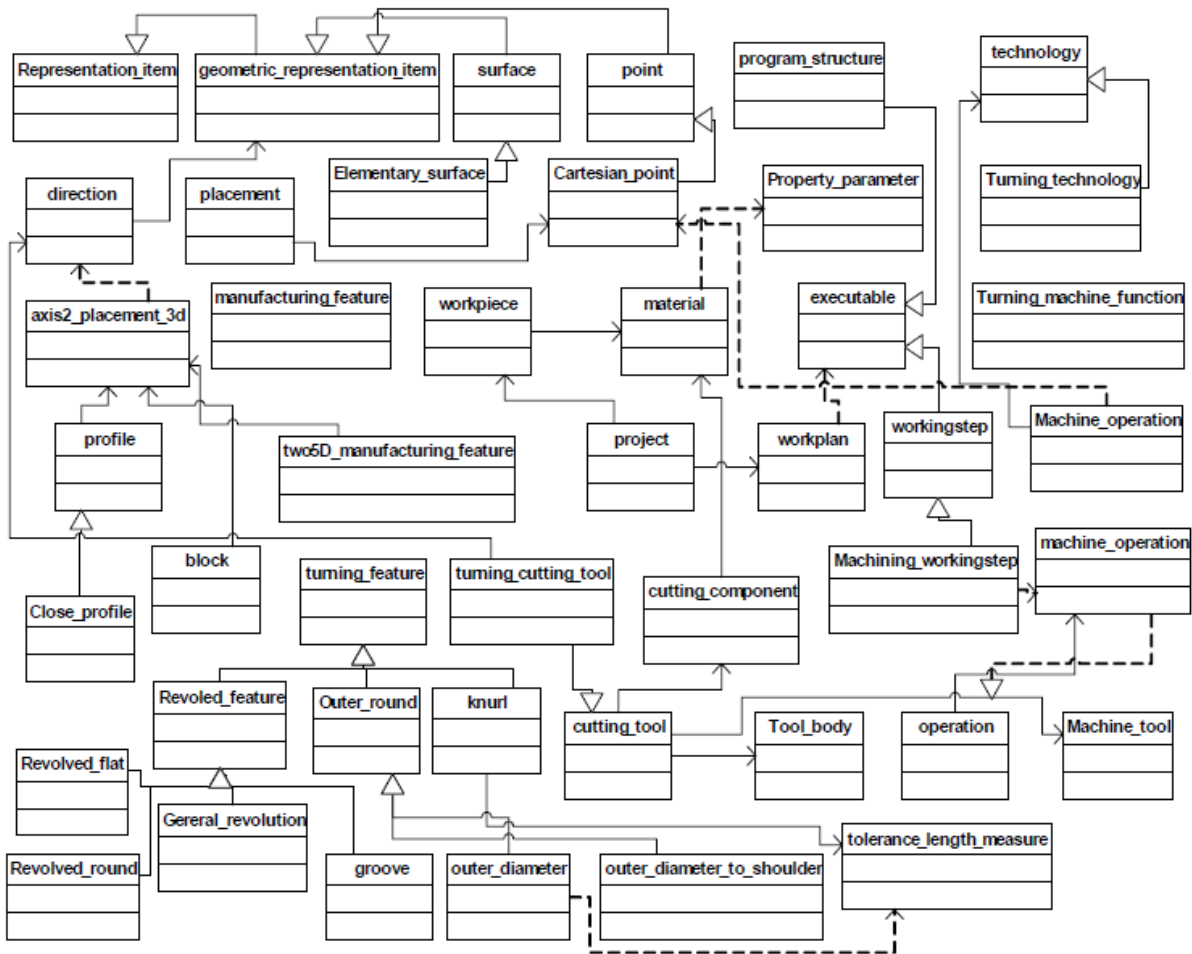 Representation_item
geometric_representation_item
surface
point
program_structure
technology
direction
placement
Elementary_surface
Cartesian_point
Property_parameter
Turning_technology
axis2_placement_3d
manufacturing_feature
workpiece
material
executable
Turning_machine_function
profile
two5D_manufacturing_feature
project
workplan
workingstep
Machine_operation
Close_profile
block
turning_feature
turning_cutting_tool
cutting_component
Machining_workingstep
machine_operation
Revoled_feature
Outer_round
knurl
cutting_tool
Tool_body
operation
Machine_tool
Revolved_flat
Gereral_revolution
Revolved_round
groove
outer_diameter
outer_diameter_to_shoulder
tolerance_length_measure